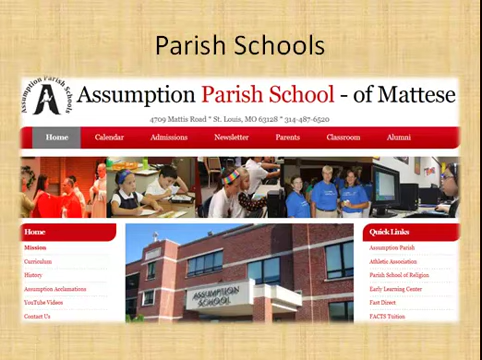 Parish Schools
Assumption Parish Schools
Assumption Parish School - of Mattese
4709 Mattis Road * St. Louis, MO 63128 * 314-487-6520
Home Calendar Admissions Newsletter Parents Classroom Alumni
Home
Mission
Curriculum
History
Assumption Acclamations
YouTube Videos
Contact Us
ASSUMPTION
SCHOOL
Quick Links
Assumption Parish
Athletic Association
Parish School of Religion
Early Learning Center
Fast Direct
FACTS Tuition